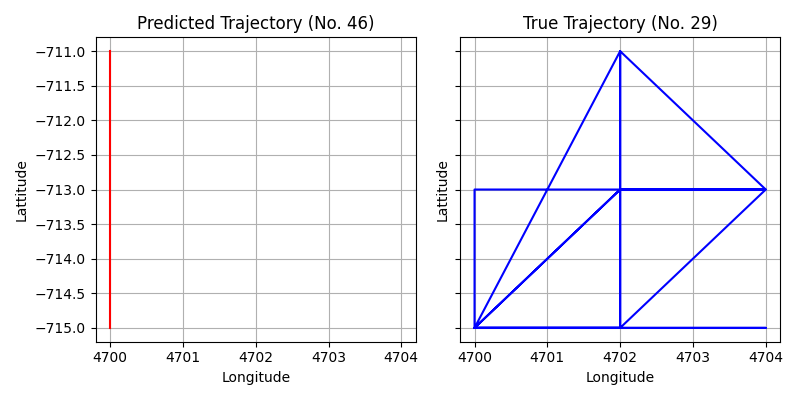 Predicted Trajectory (No. 46)
True Trajectory (No. 29)
−711.0
−711.5
−712.0
−712.5
−713.0
−713.5
−714.0
−714.5
−715.0
Lattitude
Lattitude
4700 4701 4702 4703 4704
4700 4701 4702 4703 4704
Longitude
Longitude